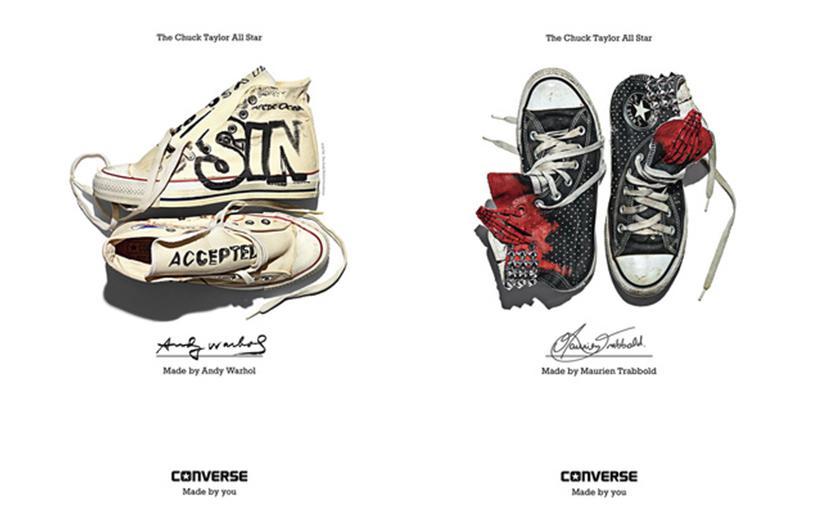 The Chuck Taylor All Star
SIN
ACCEPTED
Andy Warhol
Made by Andy Warhol
CONVERSE
Made by you
The Chuck Taylor All Star
Maurien Trabbold
Made by Maurien Trabbold
CONVERSE
Made by you